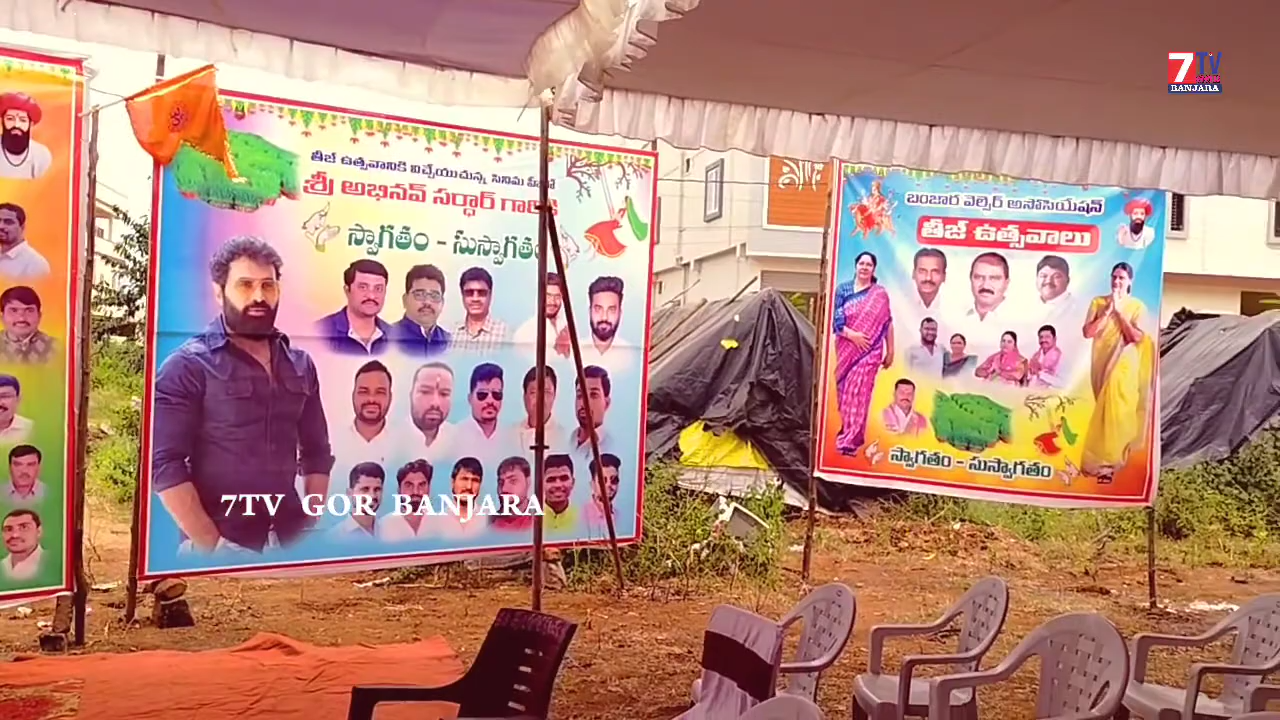 7TV
BANJARA
తీజ్ ఉత్సవానికి విచ్చేయుచున్న సినిమా హీరో
శ్రీ అభినవ్ సర్ధార్ గారికి
స్వాగతం - సుస్వాగతం
7TV GOR BANJARA
బంజార వెల్ఫేర్ అసోసియేషన్
తీజ్ ఉత్సవాలు
స్వాగతం - సుస్వాగతం